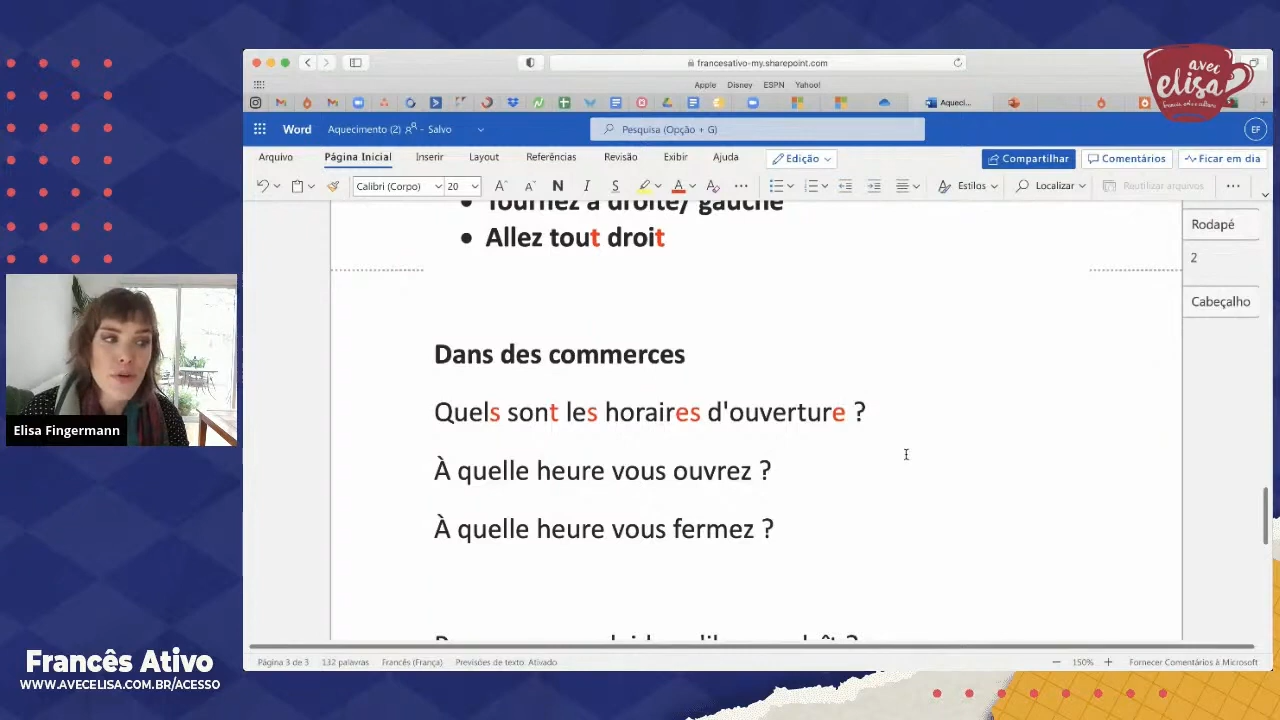 francesativo-my.sharepoint.com
Apple Disney ESPN Yahoo!
Aqueci...
avec
elisa
Word Aquecimento (2) - Salvo
Pesquisa (Opção + G)
EF
Arquivo Página Inicial Inserir Layout Referências Revisão Exibir Ajuda Edição Compartilhar Comentários Ficar em dia
Calibri (Corpo) 20 N I S A Estilos Localizar Reutilizar arquivos
• Tournez à droite/ gauche
• Allez tout droit
Rodapé
2
Cabeçalho
Dans des commerces
Quels sont les horaires d'ouverture ?
À quelle heure vous ouvrez ?
À quelle heure vous fermez ?
Elisa Fingermann
Página 3 de 3 132 palavras Francês (França) Previsões de texto: Ativado 150% Fornecer Comentários à Microsoft
Francês Ativo
WWW.AVECELISA.COM.BR/ACESSO